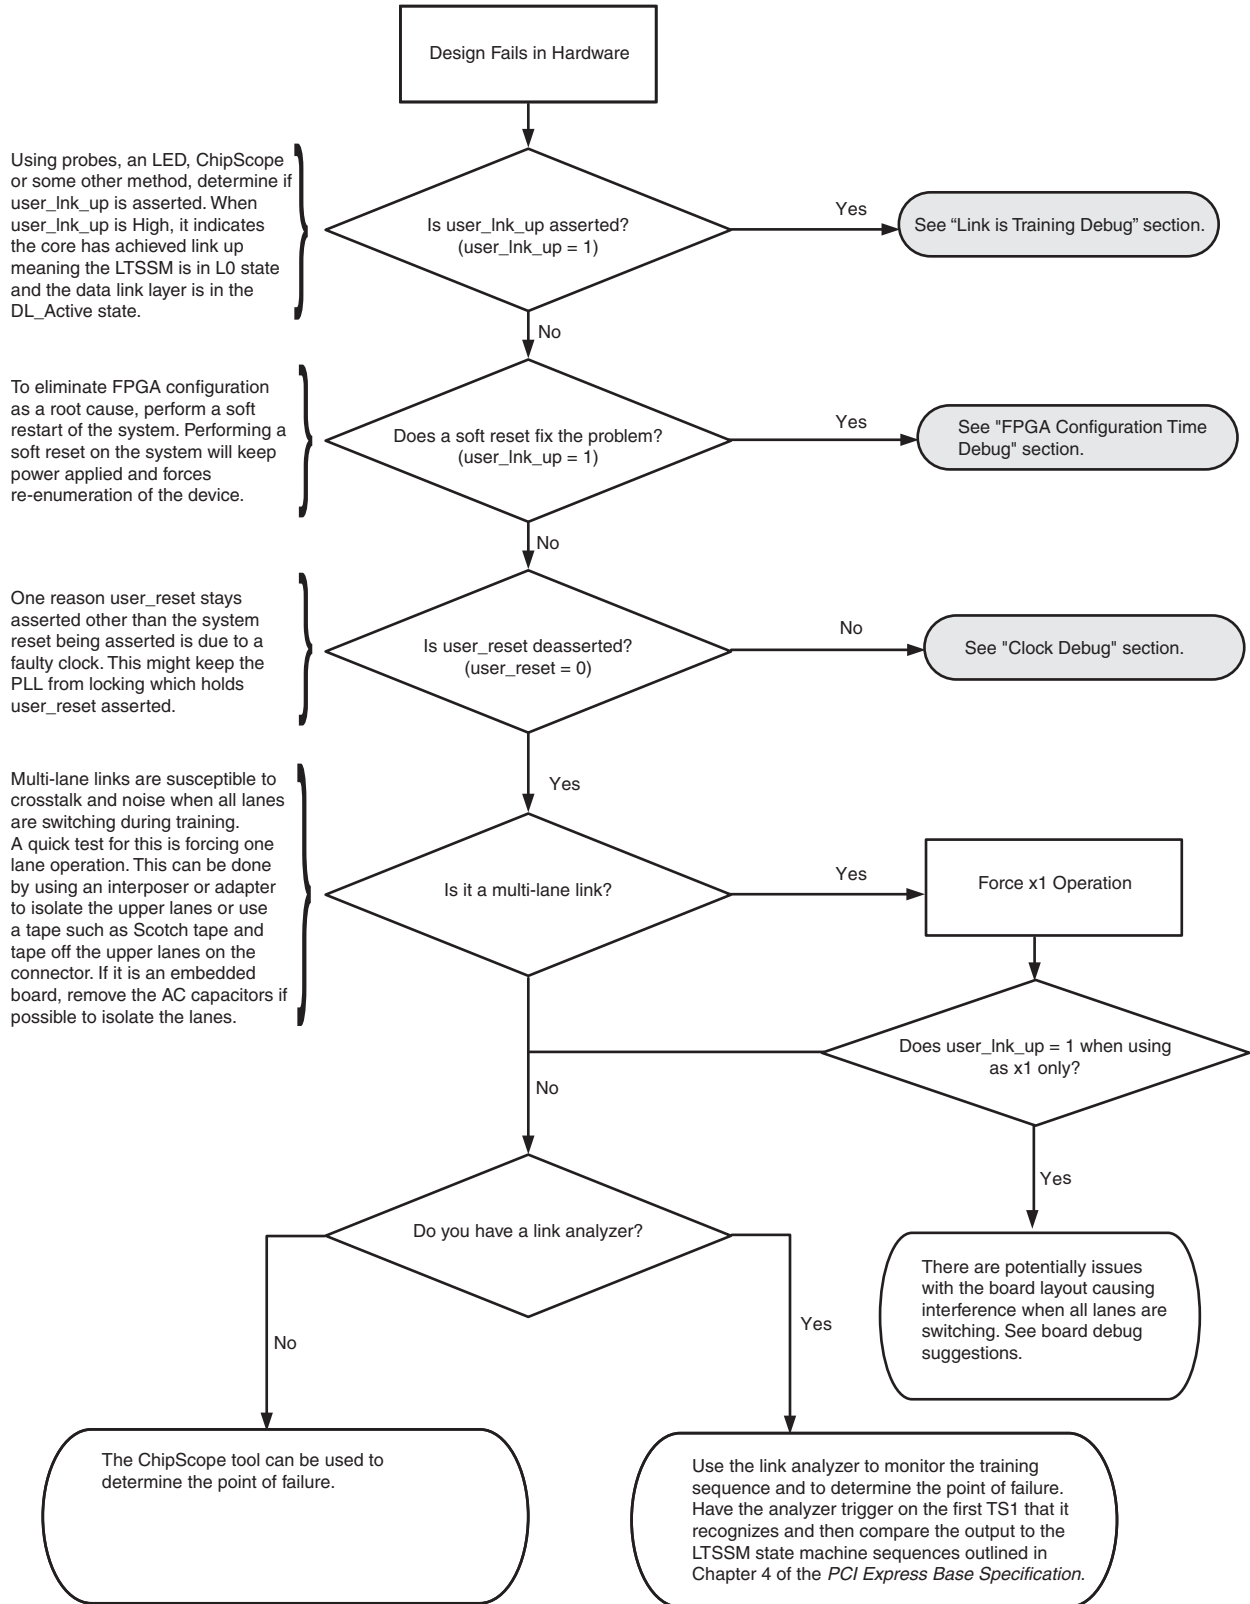 Design Fails in Hardware
Using probes, an LED, ChipScope
or some other method, determine if
user_lnk_up is asserted. When
user_lnk_up is High, it indicates
the core has achieved link up
meaning the LTSSM is in L0 state
and the data link layer is in the
DL_Active state.
Is user_lnk_up asserted?
(user_lnk_up = 1)
Yes
See “Link is Training Debug” section.
No
To eliminate FPGA configuration
as a root cause, perform a soft
restart of the system. Performing a
soft reset on the system will keep
power applied and forces
re-enumeration of the device.
Does a soft reset fix the problem?
(user_lnk_up = 1)
Yes
See "FPGA Configuration Time
Debug" section.
No
One reason user_reset stays
asserted other than the system
reset being asserted is due to a
faulty clock. This might keep the
PLL from locking which holds
user_reset asserted.
Is user_reset deasserted?
(user_reset = 0)
No
See "Clock Debug" section.
Yes
Multi-lane links are susceptible to
crosstalk and noise when all lanes
are switching during training.
A quick test for this is forcing one
lane operation. This can be done
by using an interposer or adapter
to isolate the upper lanes or use
a tape such as Scotch tape and
tape off the upper lanes on the
connector. If it is an embedded
board, remove the AC capacitors if
possible to isolate the lanes.
Is it a multi-lane link?
Yes
Force x1 Operation
Does user_lnk_up = 1 when using
as x1 only?
No
Yes
Do you have a link analyzer?
There are potentially issues
with the board layout causing
interference when all lanes are
switching. See board debug
suggestions.
No
Yes
The ChipScope tool can be used to
determine the point of failure.
Use the link analyzer to monitor the training
sequence and to determine the point of failure.
Have the analyzer trigger on the first TS1 that it
recognizes and then compare the output to the
LTSSM state machine sequences outlined in
Chapter 4 of the PCI Express Base Specification.